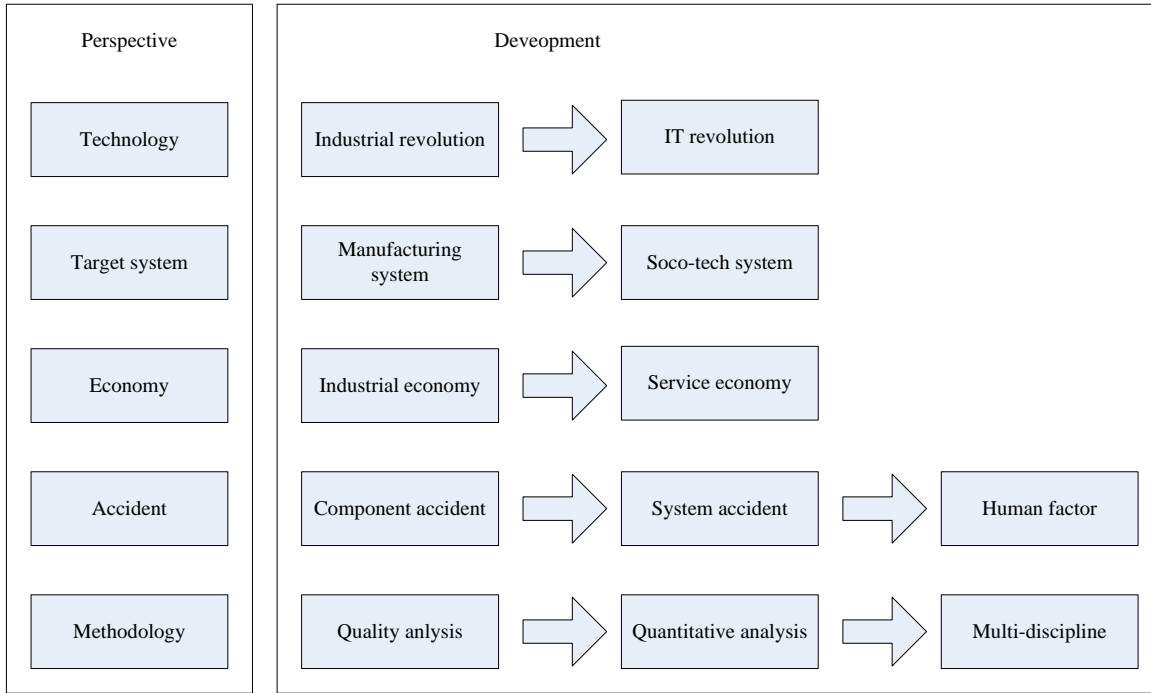 Perspective
Deveopment
Technology
Industrial revolution
IT revolution
Target system
Manufacturing
system
Soco-tech system
Economy
Industrial economy
Service economy
Accident
Component accident
System accident
Human factor
Methodology
Quality anlysis
Quantitative analysis
Multi-discipline